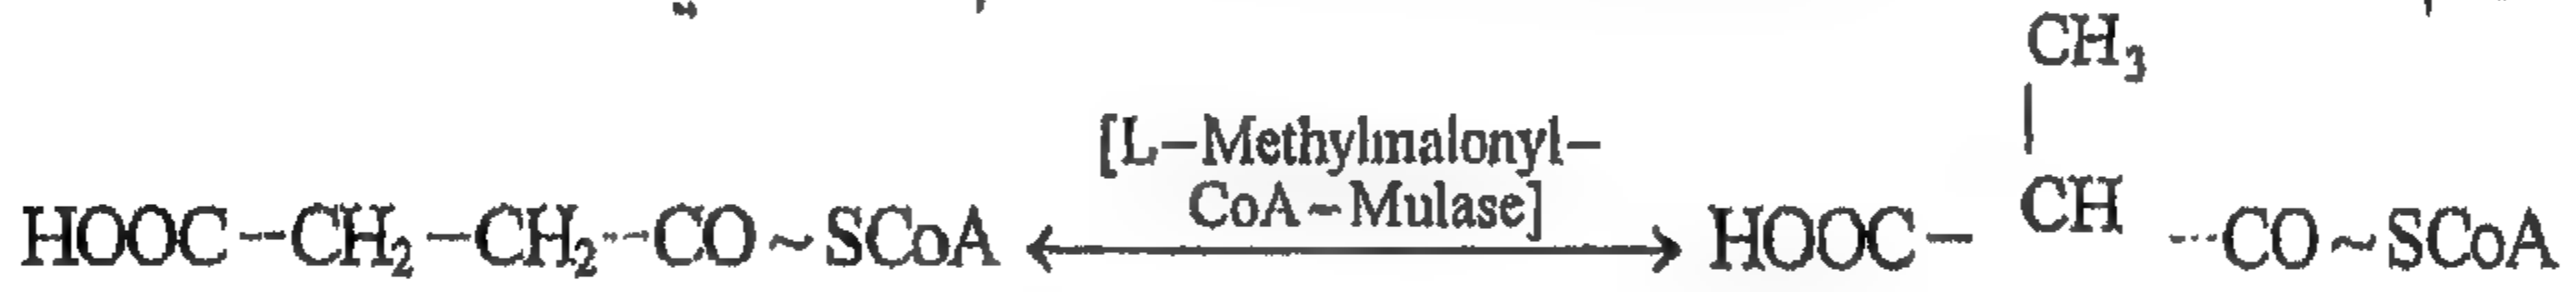 CH₃
|
[L–Methylmalonyl–
CoA–Mulase]
HOOC–CH₂–CH₂–CO~SCoA ⟷ HOOC– CH –CO~SCoA